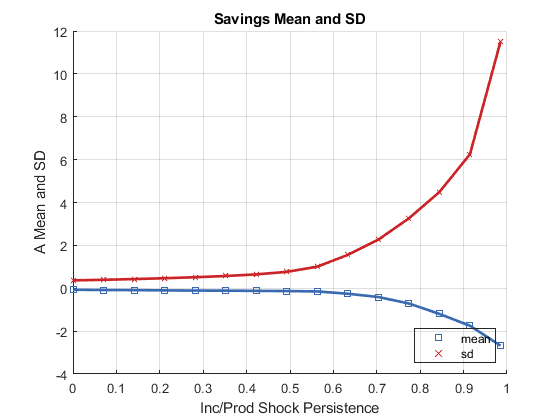 Savings Mean and SD
12
10
8
6
4
2
0
-2
-4
A Mean and SD
mean
sd
0 0.1 0.2 0.3 0.4 0.5 0.6 0.7 0.8 0.9 1
Inc/Prod Shock Persistence